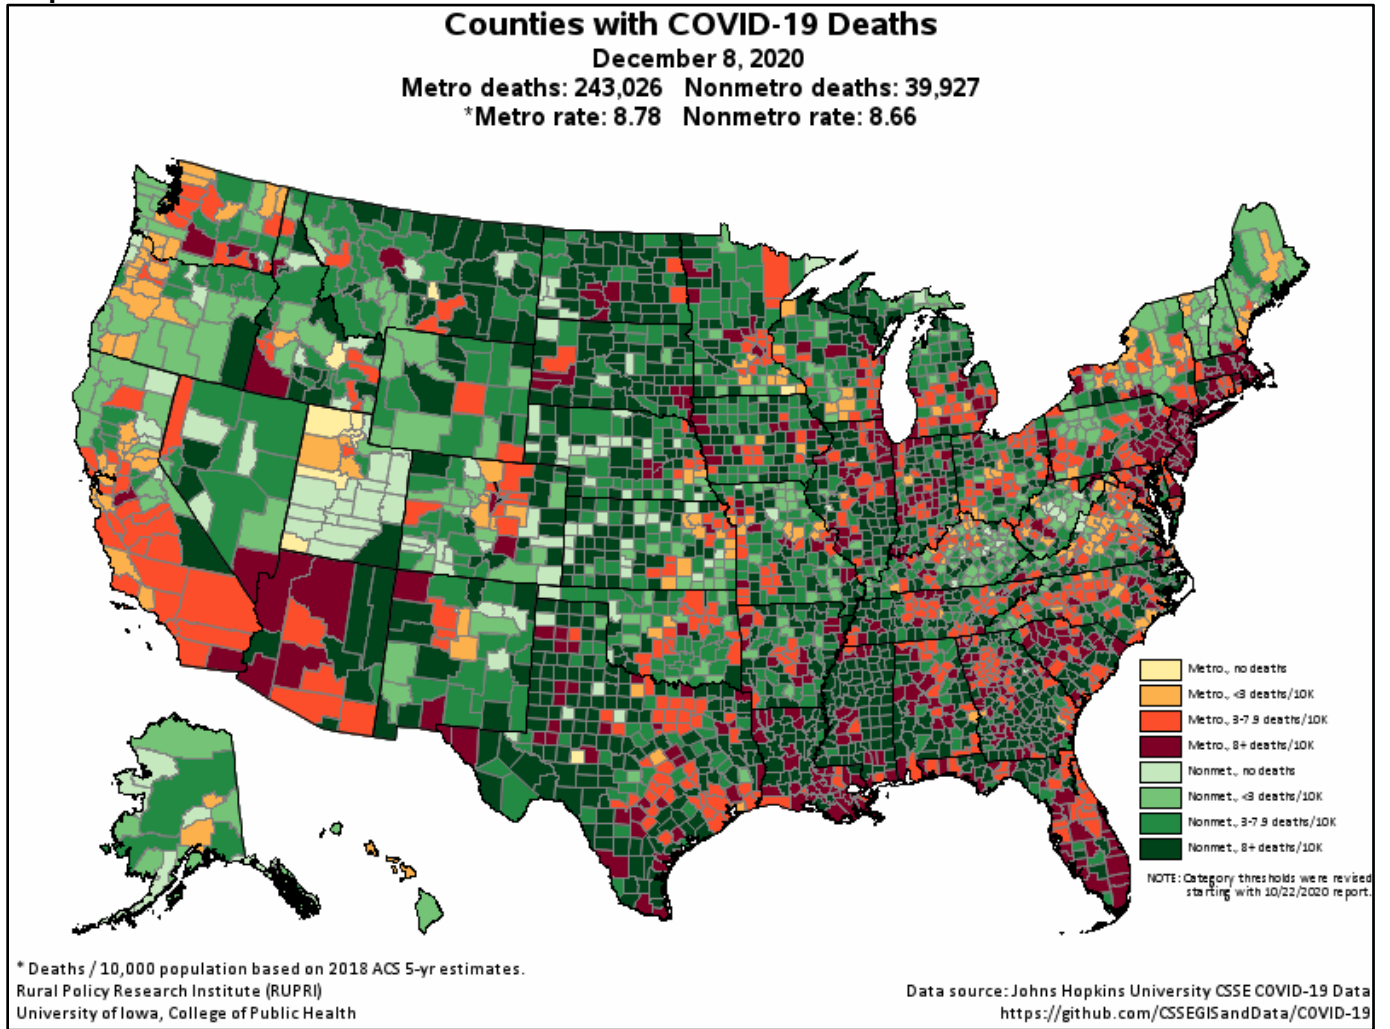 Counties with COVID-19 Deaths
December 8, 2020
Metro deaths: 243,026 Nonmetro deaths: 39,927
*Metro rate: 8.78 Nonmetro rate: 8.66
Metro., no deaths
Metro., <3 deaths/10K
Metro., 3-7.9 deaths/10K
Metro., 8+ deaths/10K
Nonmet., no deaths
Nonmet., <3 deaths/10K
Nonmet., 3-7.9 deaths/10K
Nonmet., 8+ deaths/10K
NOTE: Category thresholds were revised
starting with 10/22/2020 report.
* Deaths / 10,000 population based on 2018 ACS 5-yr estimates.
Rural Policy Research Institute (RUPRI)
University of Iowa, College of Public Health
Data source: Johns Hopkins University CSSE COVID-19 Data
https://github.com/CSSEGISandData/COVID-19